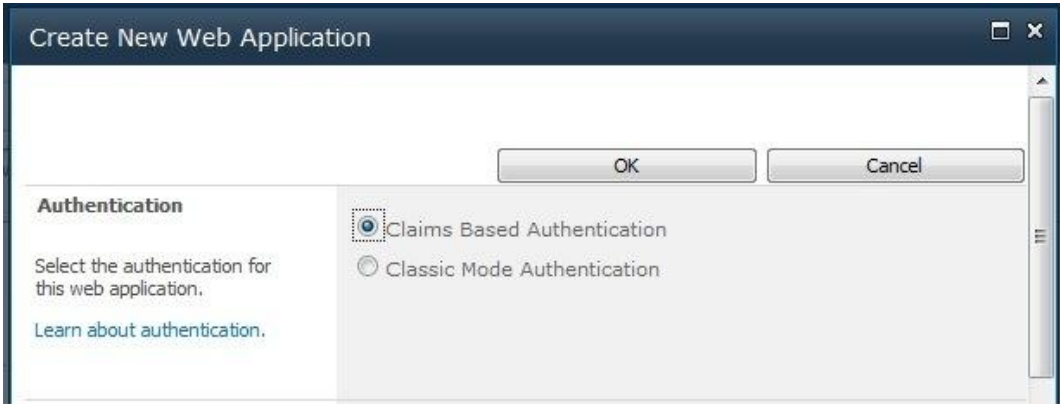 Create New Web Application
OK Cancel
Authentication
Select the authentication for
this web application.
Learn about authentication.
Claims Based Authentication
Classic Mode Authentication